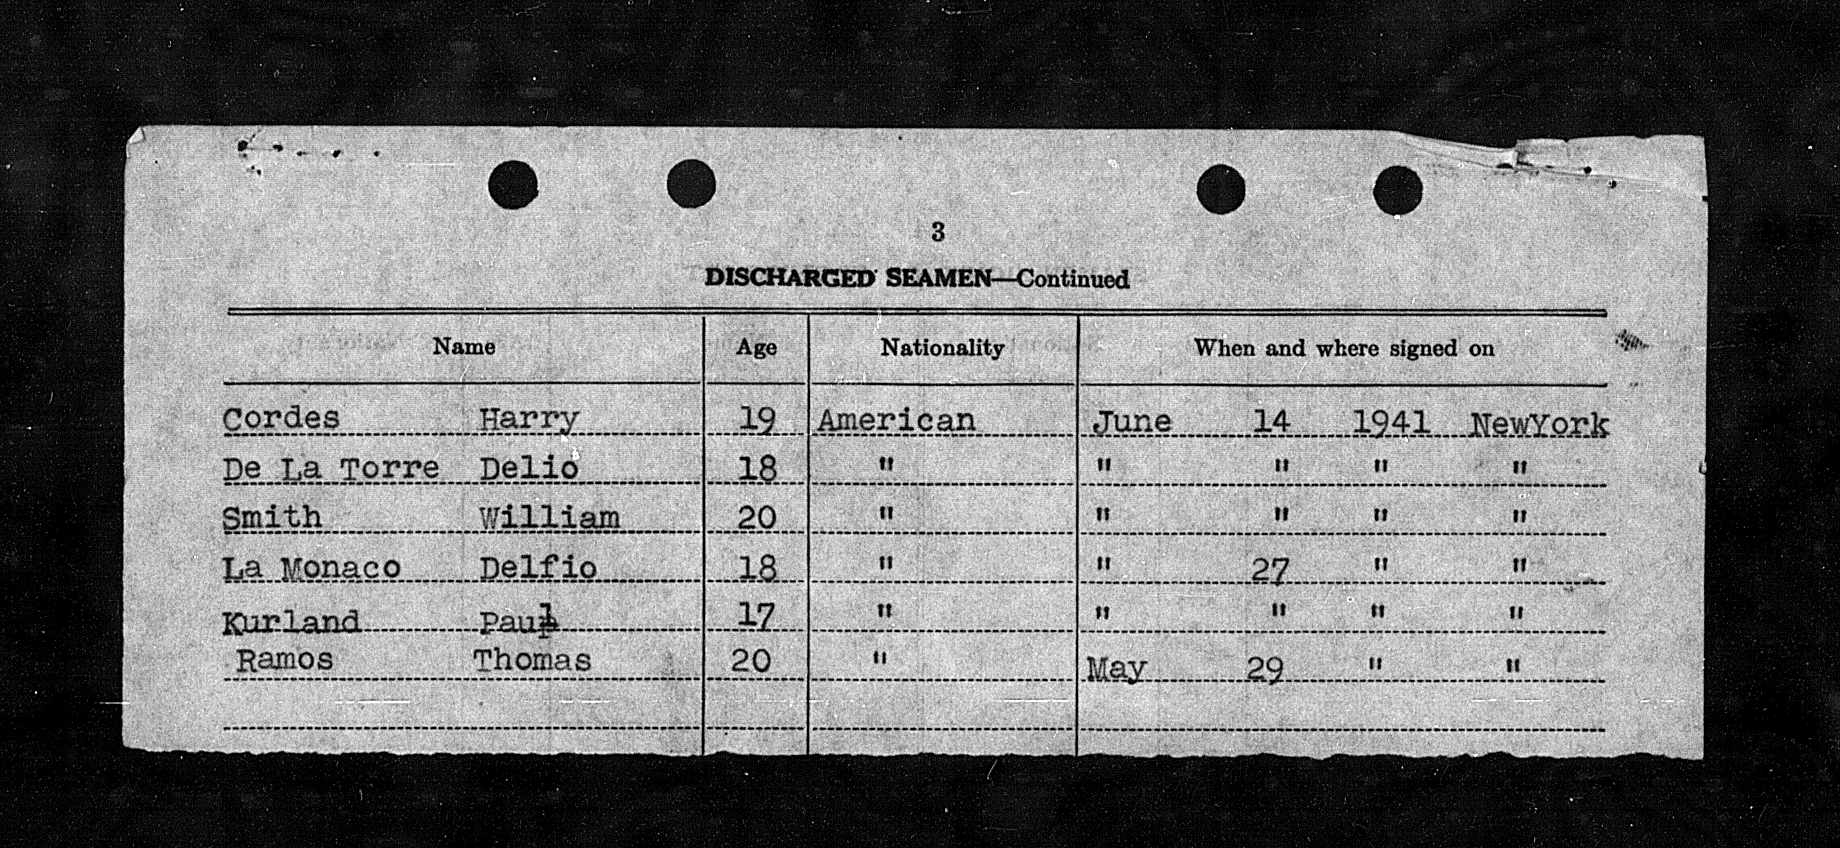 3
DISCHARGED SEAMEN—Continued
Name Age Nationality When and where signed on
Cordes Harry 19 American June 14 1941 NewYork
De La Torre Delio 18 " " " " "
Smith William 20 " " " " "
La Monaco Delfio 18 " " 27 " "
Kurland Paul 17 " " " " "
Ramos Thomas 20 " May 29 " "